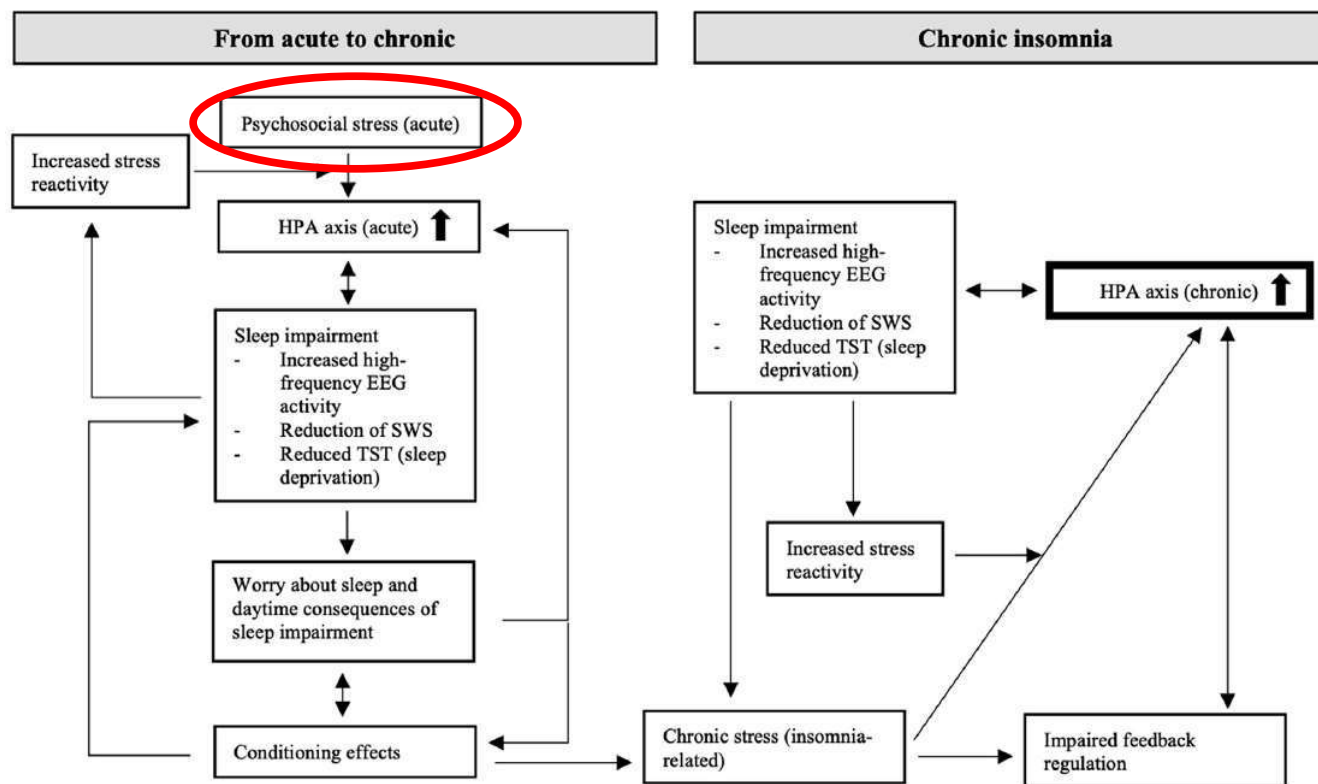 From acute to chronic
Psychosocial stress (acute)
Increased stress
reactivity
HPA axis (acute)
Sleep impairment
- Increased high-
frequency EEG
activity
- Reduction of SWS
- Reduced TST (sleep
deprivation)
Worry about sleep and
daytime consequences of
sleep impairment
Conditioning effects
Chronic insomnia
Sleep impairment
- Increased high-
frequency EEG
activity
- Reduction of SWS
- Reduced TST (sleep
deprivation)
HPA axis (chronic)
Increased stress
reactivity
Chronic stress (insomnia-
related)
Impaired feedback
regulation